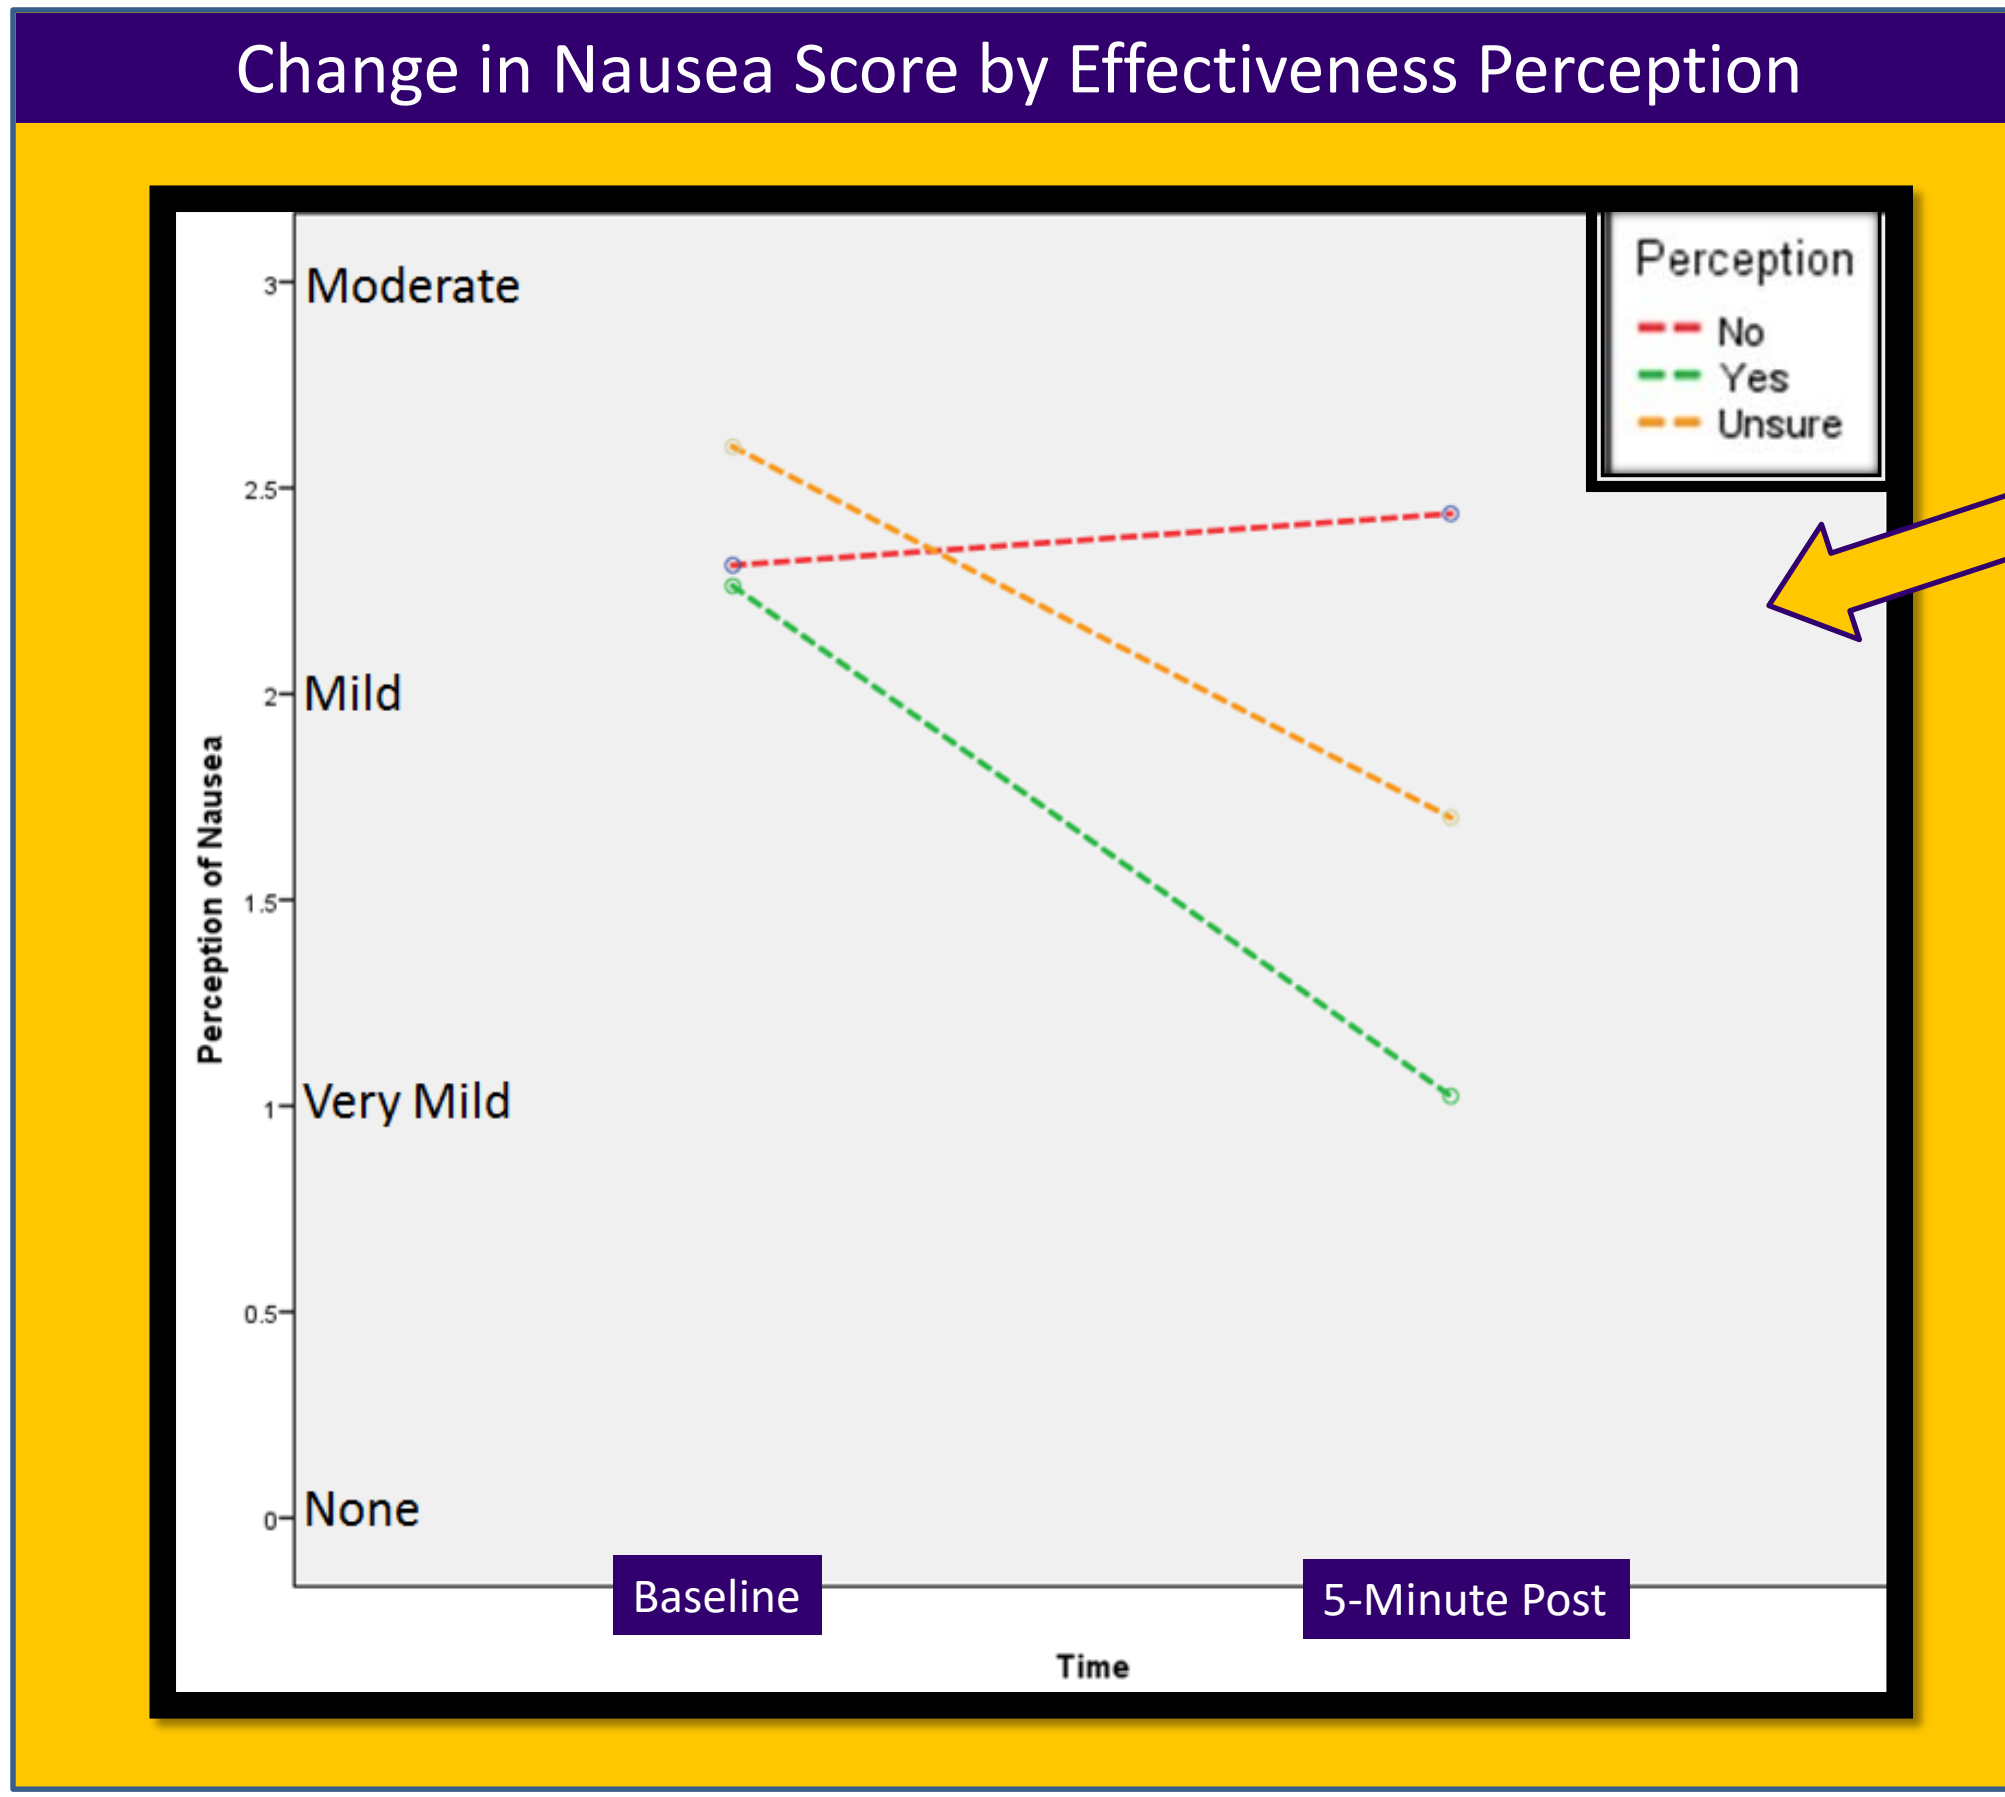 Change in Nausea Score by Effectiveness Perception
Perception
No
Yes
Unsure
3 Moderate
2.5
2 Mild
1.5
1 Very Mild
0.5
0 None
Perception of Nausea
Baseline
5-Minute Post
Time